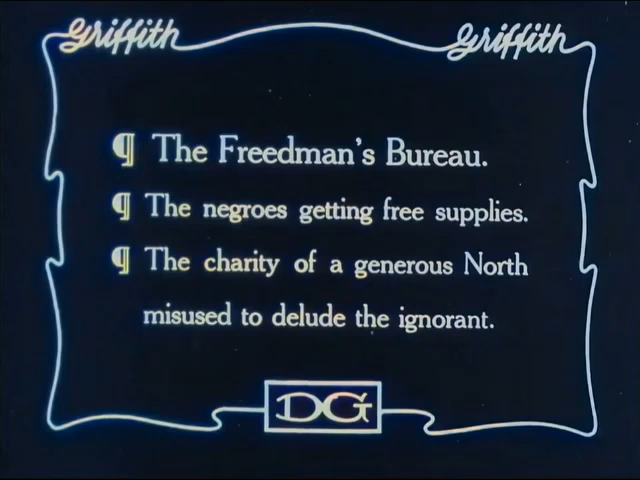 Griffith Griffith
¶ The Freedman's Bureau.
¶ The negroes getting free supplies.
¶ The charity of a generous North
misused to delude the ignorant.
DG